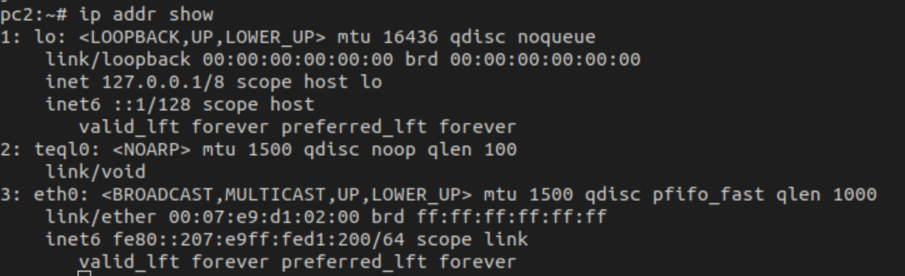 pc2:~# ip addr show
1: lo: <LOOPBACK,UP,LOWER_UP> mtu 16436 qdisc noqueue
    link/loopback 00:00:00:00:00:00 brd 00:00:00:00:00:00
    inet 127.0.0.1/8 scope host lo
    inet6 ::1/128 scope host
       valid_lft forever preferred_lft forever
2: teql0: <NOARP> mtu 1500 qdisc noop qlen 100
    link/void
3: eth0: <BROADCAST,MULTICAST,UP,LOWER_UP> mtu 1500 qdisc pfifo_fast qlen 1000
    link/ether 00:07:e9:d1:02:00 brd ff:ff:ff:ff:ff:ff
    inet6 fe80::207:e9ff:fed1:200/64 scope link
       valid_lft forever preferred_lft forever